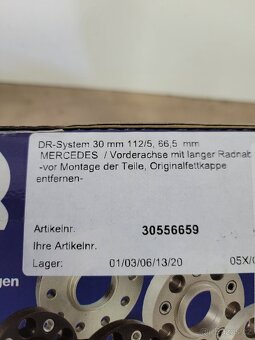 DR-System 30 mm 112/5, 66,5 mm
MERCEDES / Vorderachse mit langer Radnab
-vor Montage der Teile, Originalfettkappe
entfernen-
Artikelnr: 30556659
Ihre Artikelnr.
Lager: 01/03/06/13/20 05X/0
gen